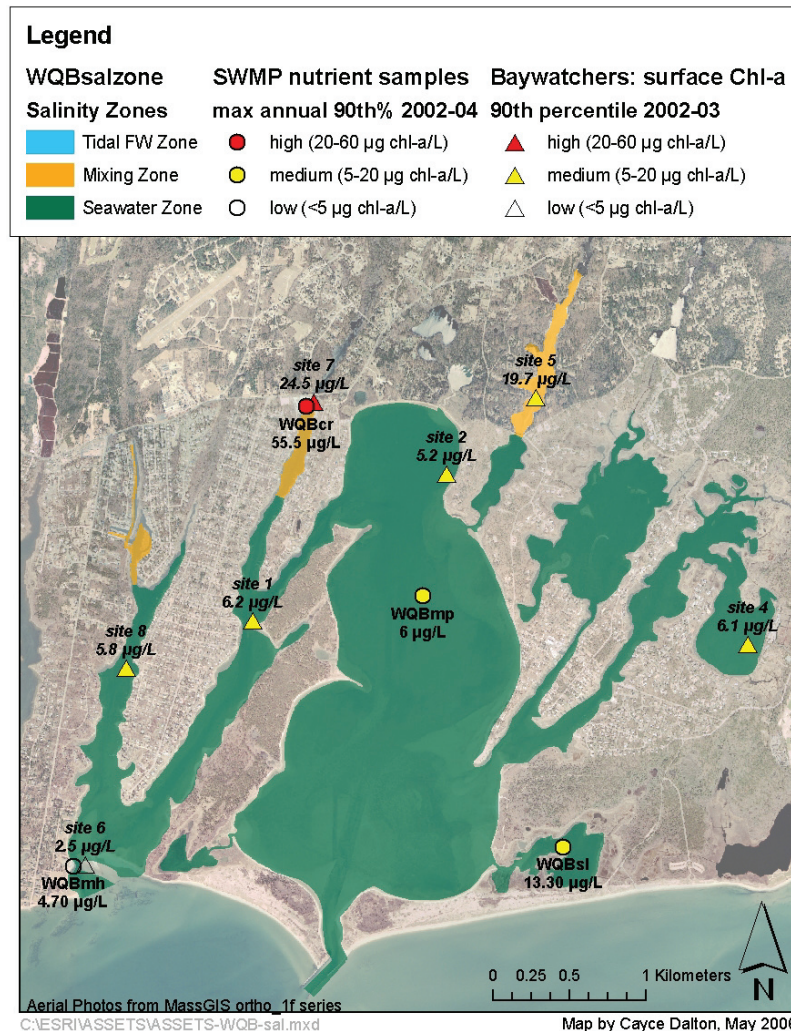 Legend
WQBsalzone
Salinity Zones
Tidal FW Zone
Mixing Zone
Seawater Zone
SWMP nutrient samples
max annual 90th% 2002-04
high (20-60 µg chl-a/L)
medium (5-20 µg chl-a/L)
low (<5 µg chl-a/L)
Baywatchers: surface Chl-a
90th percentile 2002-03
high (20-60 µg chl-a/L)
medium (5-20 µg chl-a/L)
low (<5 µg chl-a/L)
site 7
24.5 µg/L
WQBcr
55.5 µg/L
site 5
19.7 µg/L
site 2
5.2 µg/L
site 1
6.2 µg/L
WQBmp
6 µg/L
site 4
6.1 µg/L
site 8
5.8 µg/L
site 6
2.5 µg/L
WQBmh
4.70 µg/L
WQBsl
13.30 µg/L
0 0.25 0.5 1 Kilometers
N
Aerial Photos from MassGIS ortho_1f series
C:\ESRI\ASSETS\ASSETS-WQB-sal.mxd
Map by Cayce Dalton, May 2006